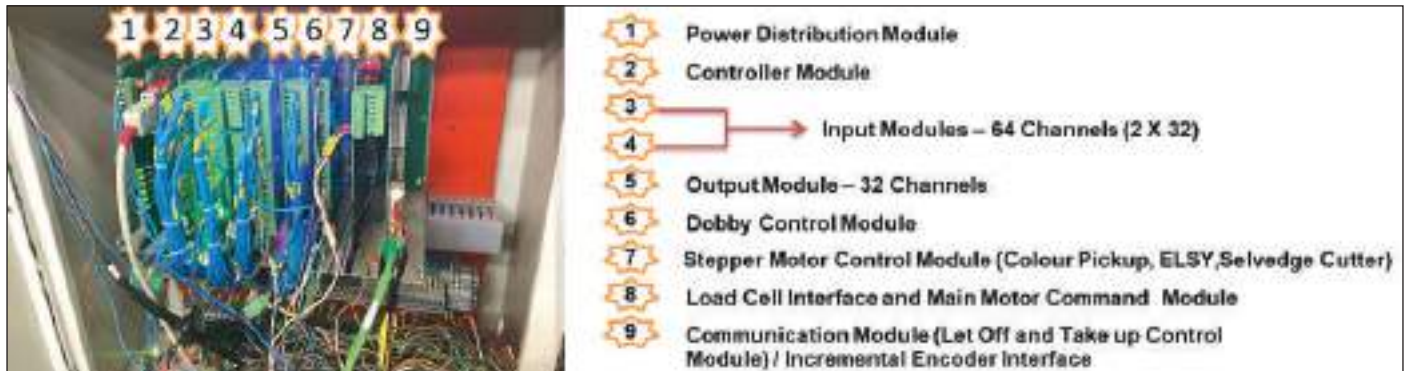 1 2 3 4 5 6 7 8 9
1 Power Distribution Module
2 Controller Module
3
Input Modules – 64 Channels (2 X 32)
4
5 Output Module – 32 Channels
6 Dobby Control Module
7 Stepper Motor Control Module (Colour Pickup, ELSY,Selvedge Cutter)
8 Load Cell Interface and Main Motor Command Module
9 Communication Module (Let Off and Take up Control
Module) / Incremental Encoder Interface